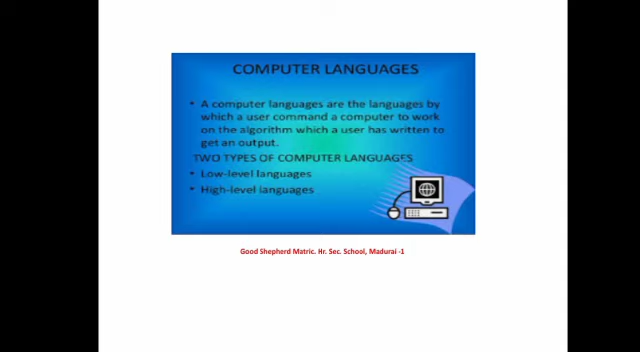 COMPUTER LANGUAGES
• A computer languages are the languages by
which a user command a computer to work
on the algorithm which a user has written to
get an output.
TWO TYPES OF COMPUTER LANGUAGES
• Low-level languages
• High-level languages
Good Shepherd Matric. Hr. Sec. School, Madurai -1